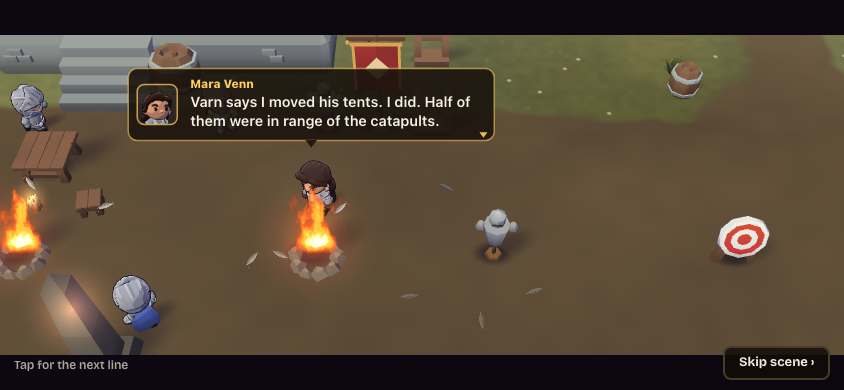 Mara Venn
Varn says I moved his tents. I did. Half of
them were in range of the catapults.
Tap for the next line
Skip scene ›